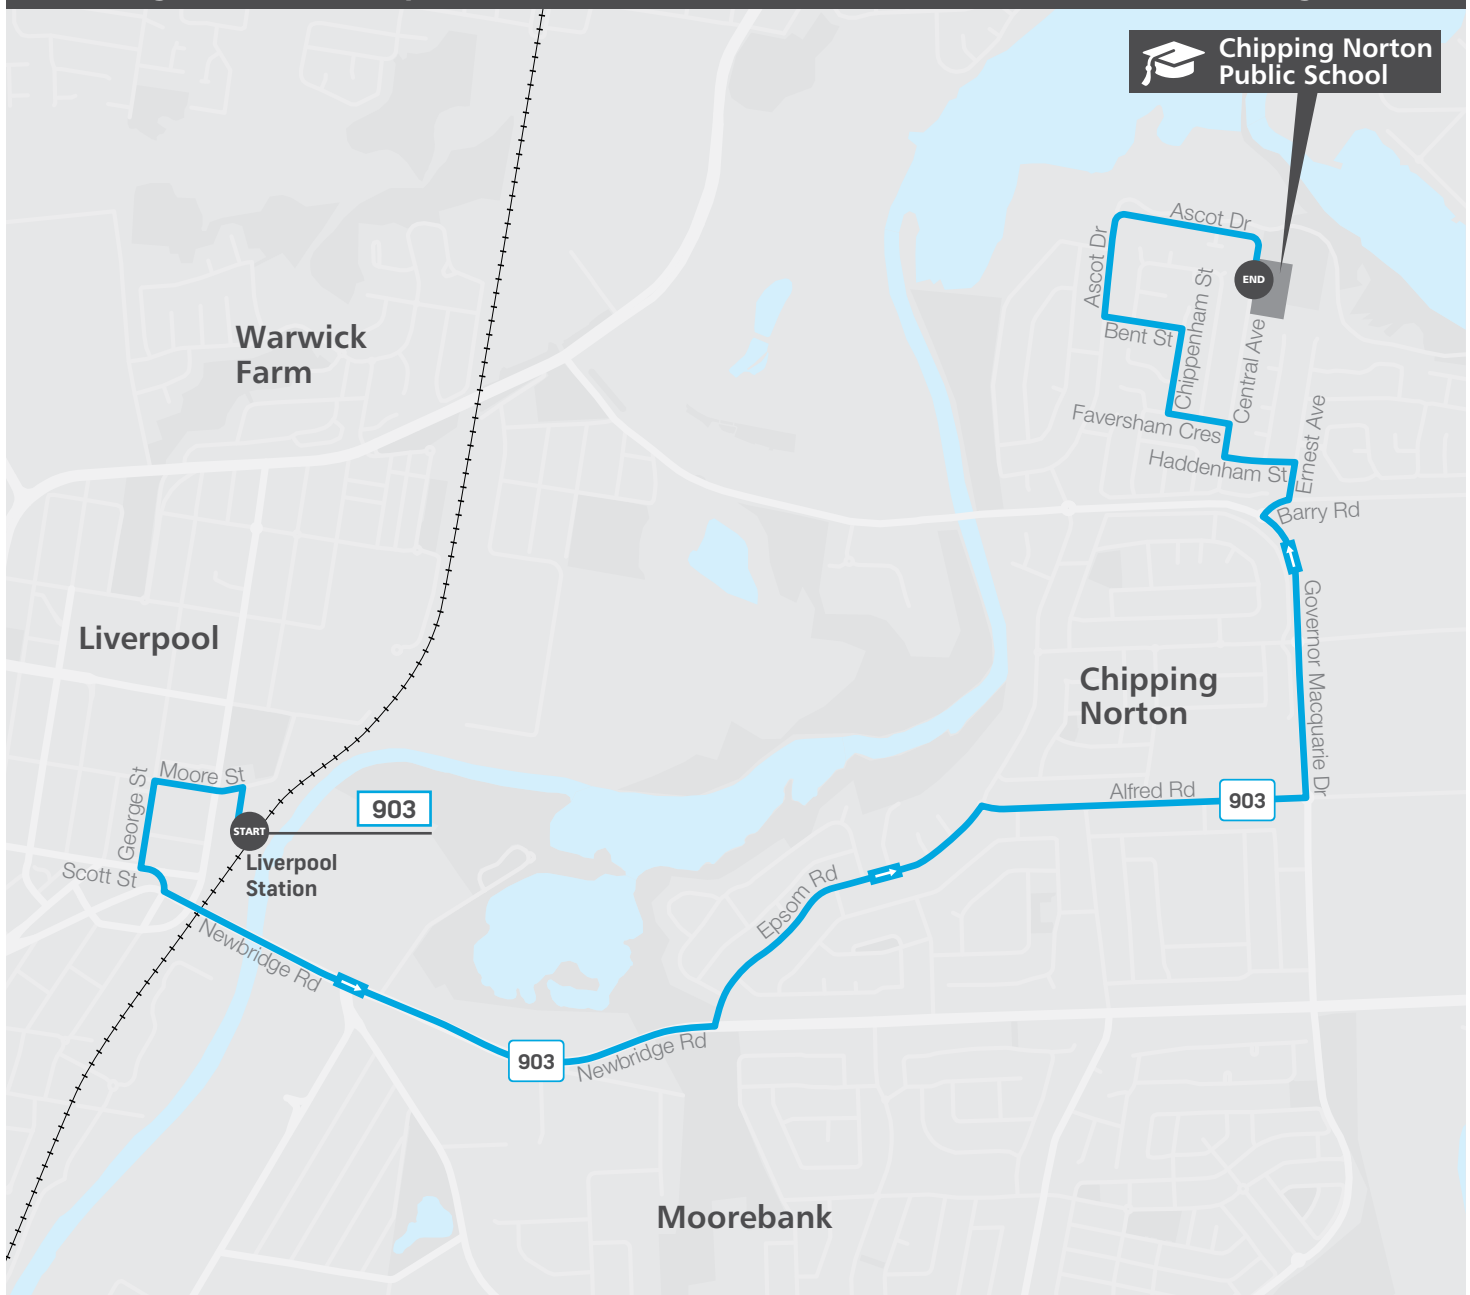 Chipping Norton
Public School
Ascot Dr
Ascot Dr
END
Chippenham St
Bent St
Central Ave
Warwick
Farm
Faversham Cres
Ernest Ave
Haddenham St
Barry Rd
Governor Macquarie Dr
Liverpool
Chipping
Norton
Moore St
George St
903
START
Alfred Rd
903
Liverpool
Station
Scott St
Epsom Rd
Newbridge Rd
903
Newbridge Rd
Moorebank